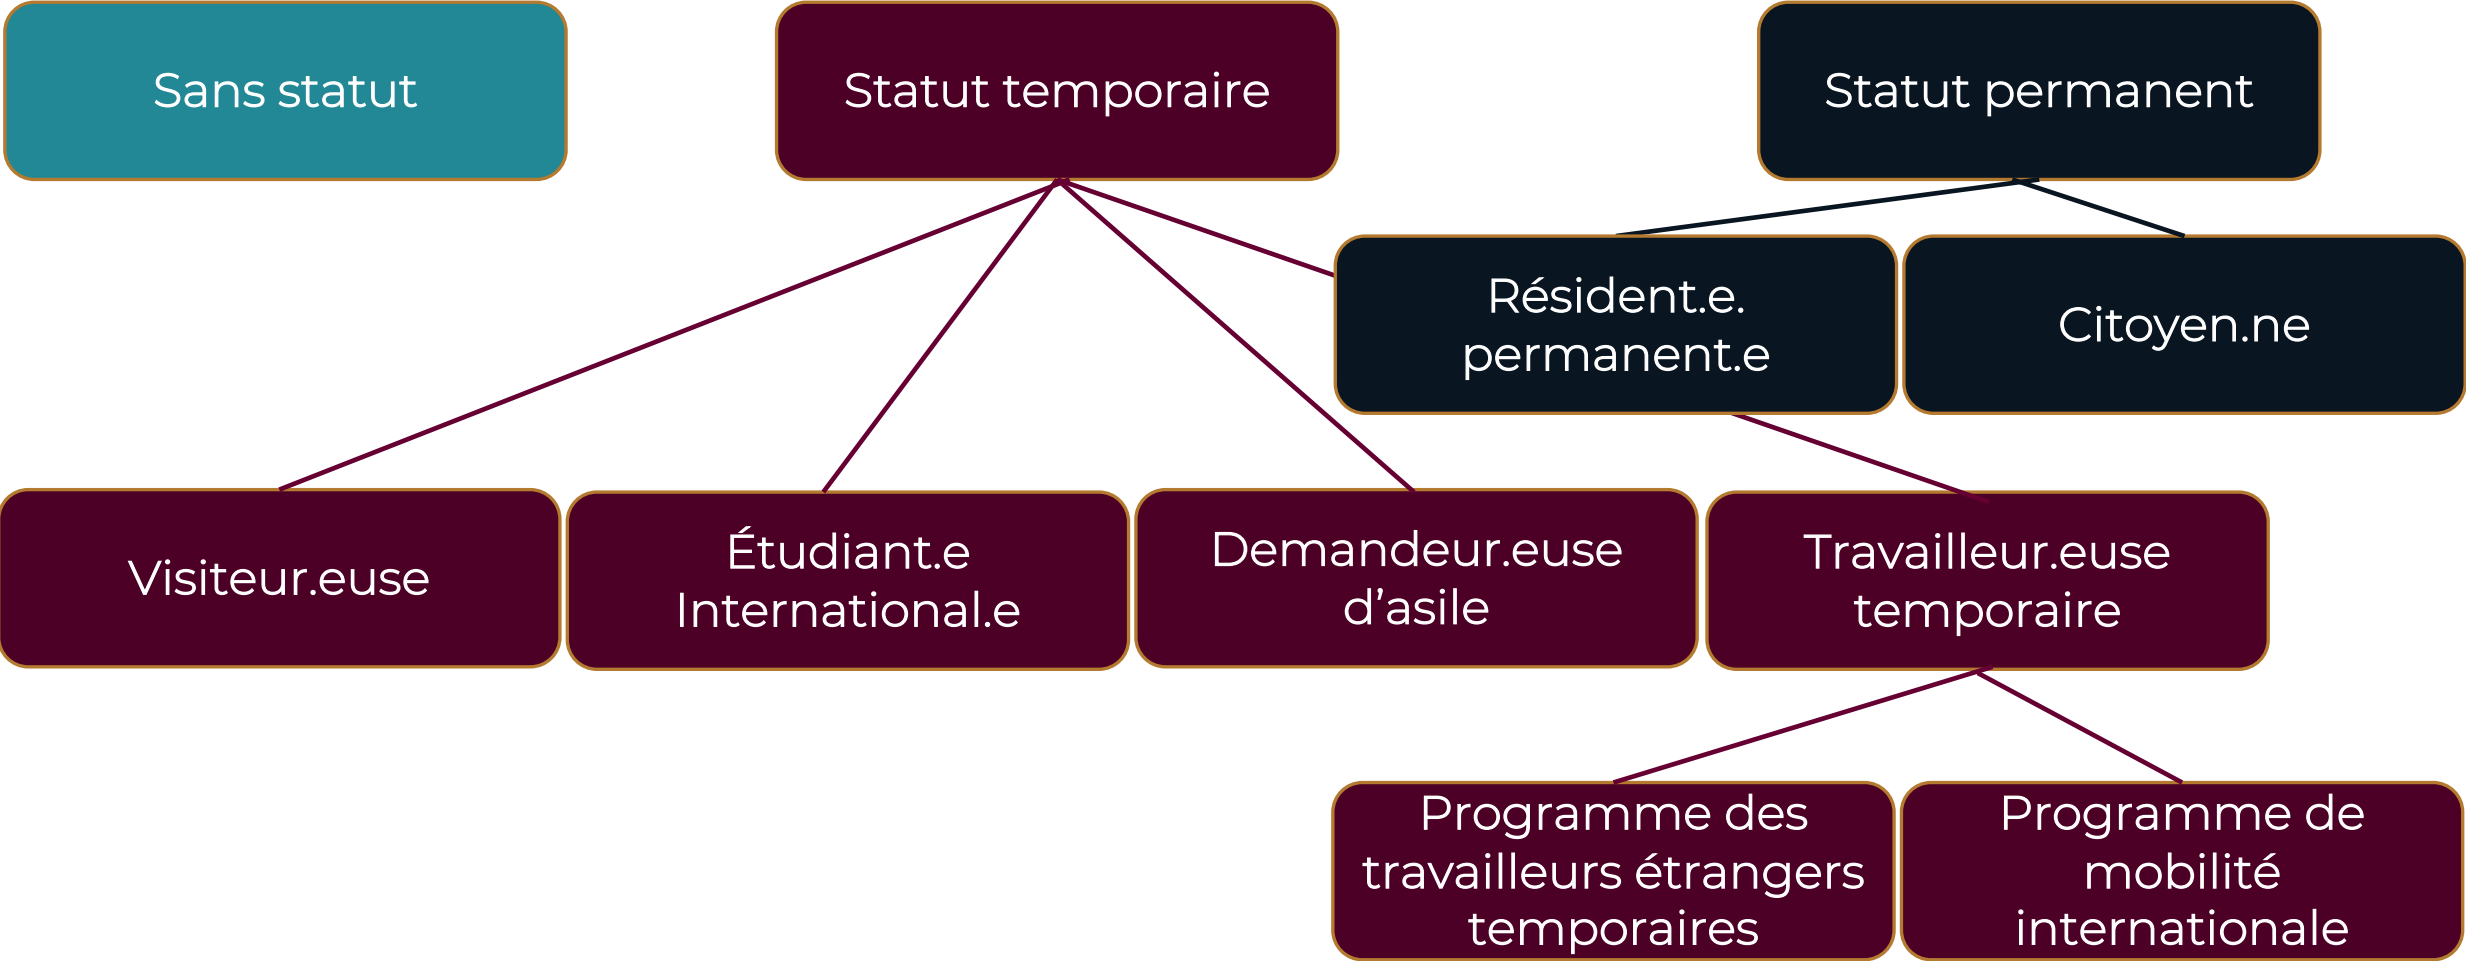 Sans statut
Statut temporaire
Statut permanent
Résident.e.
permanent.e
Citoyen.ne
Visiteur.euse
Étudiant.e
International.e
Demandeur.euse
d’asile
Travailleur.euse
temporaire
Programme des
travailleurs étrangers
temporaires
Programme de
mobilité
internationale